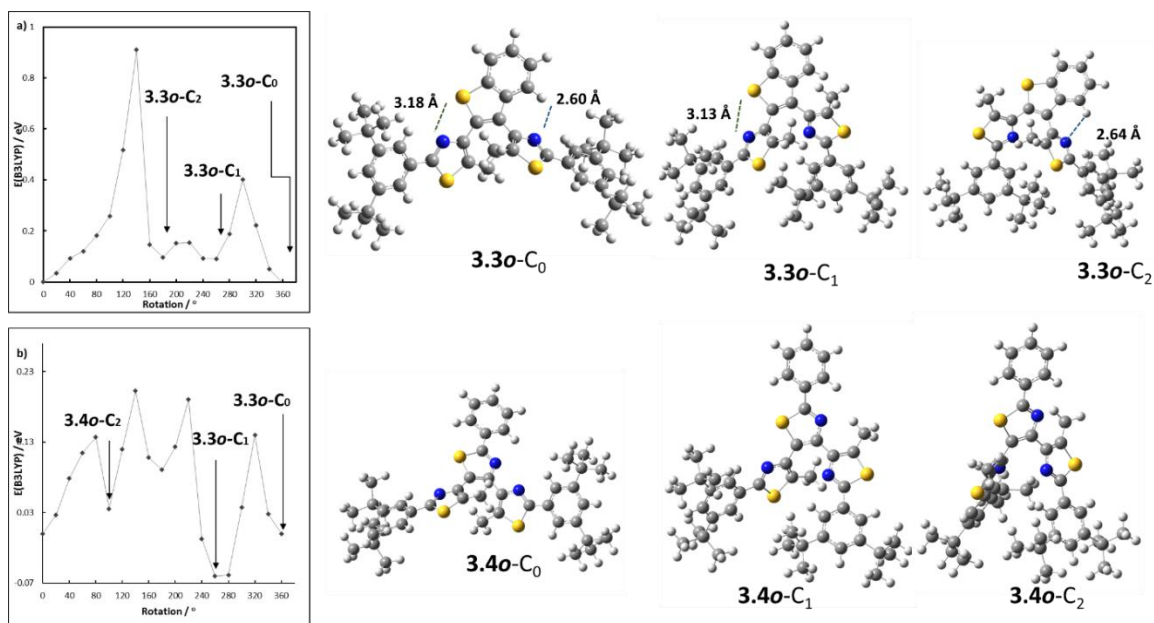 a)
1
0.8
0.6
0.4
0.2
0
E(B3LYP) / eV
3.3o-C2
3.3o-C1
3.3o-C0
0 40 80 120 160 200 240 280 320 360
Rotation / °
3.18 Å
2.60 Å
3.3o-C0
3.13 Å
3.3o-C1
2.64 Å
3.3o-C2
b)
0.23
0.13
0.03
-0.07
E(B3LYP) / eV
3.4o-C2
3.3o-C1
3.3o-C0
0 40 80 120 160 200 240 280 320 360
Rotation / °
3.4o-C0
3.4o-C1
3.4o-C2